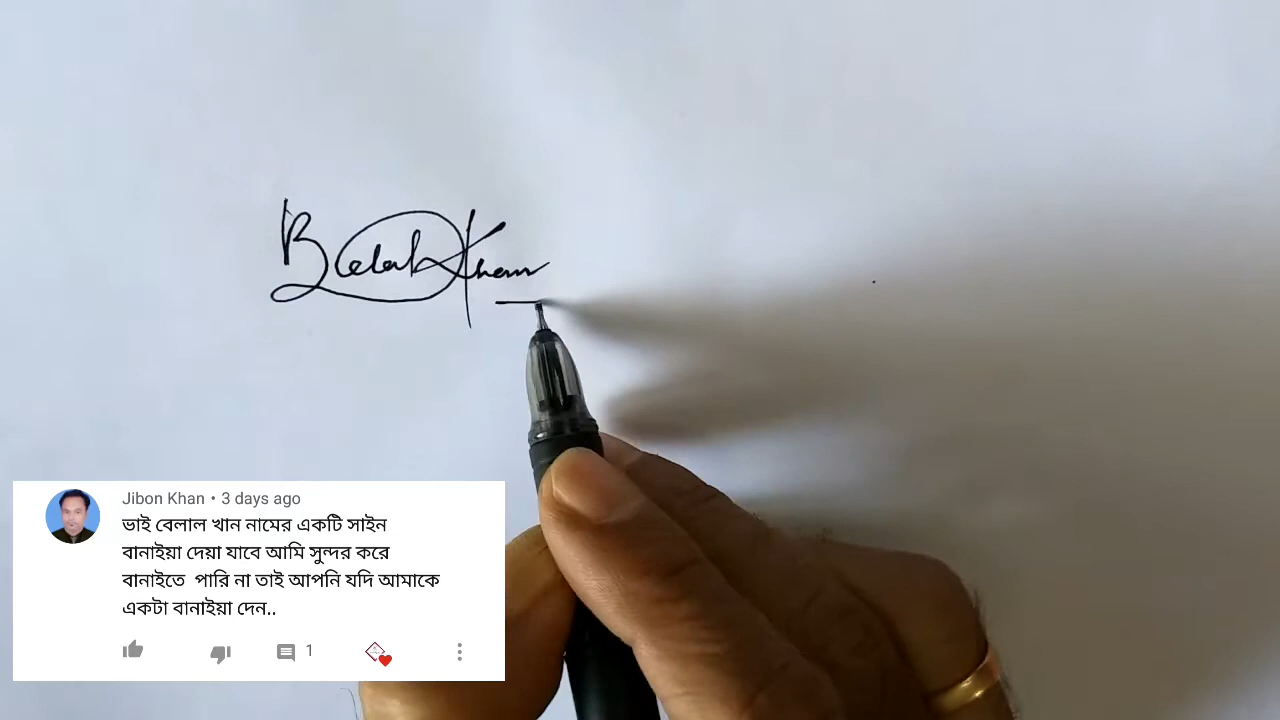 Belal Khan
Jibon Khan • 3 days ago
ভাই বেলাল খান নামের একটি সাইন
বানাইয়া দেয়া যাবে আমি সুন্দর করে
বানাইতে পারি না তাই আপনি যদি আমাকে
একটা বানাইয়া দেন..
1